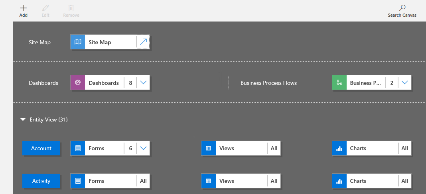 Add Edit Remove Search Canvas
Site Map Site Map
Dashboards Dashboards 8 Business Process Flows Business P... 2
Entity View (31)
Account Forms 6 Views All Charts All
Activity Forms All Views All Charts All